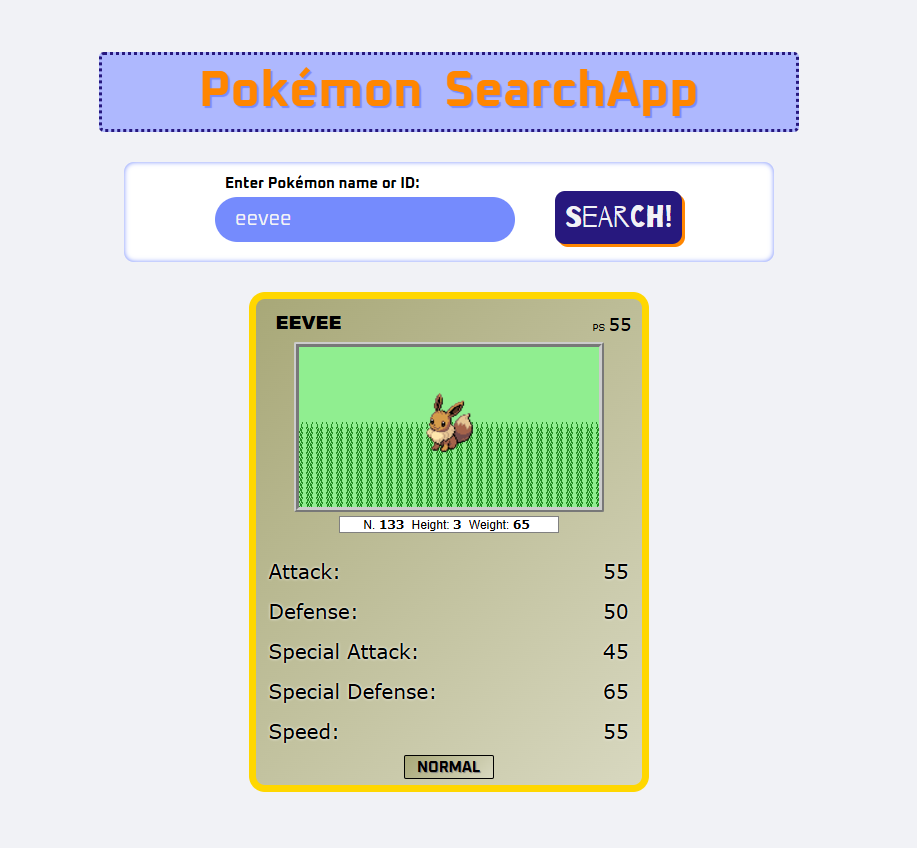 Pokémon SearchApp
Enter Pokémon name or ID:
eevee
SEARCH!
EEVEE PS 55
N. 133 Height: 3 Weight: 65
Attack: 55
Defense: 50
Special Attack: 45
Special Defense: 65
Speed: 55
NORMAL